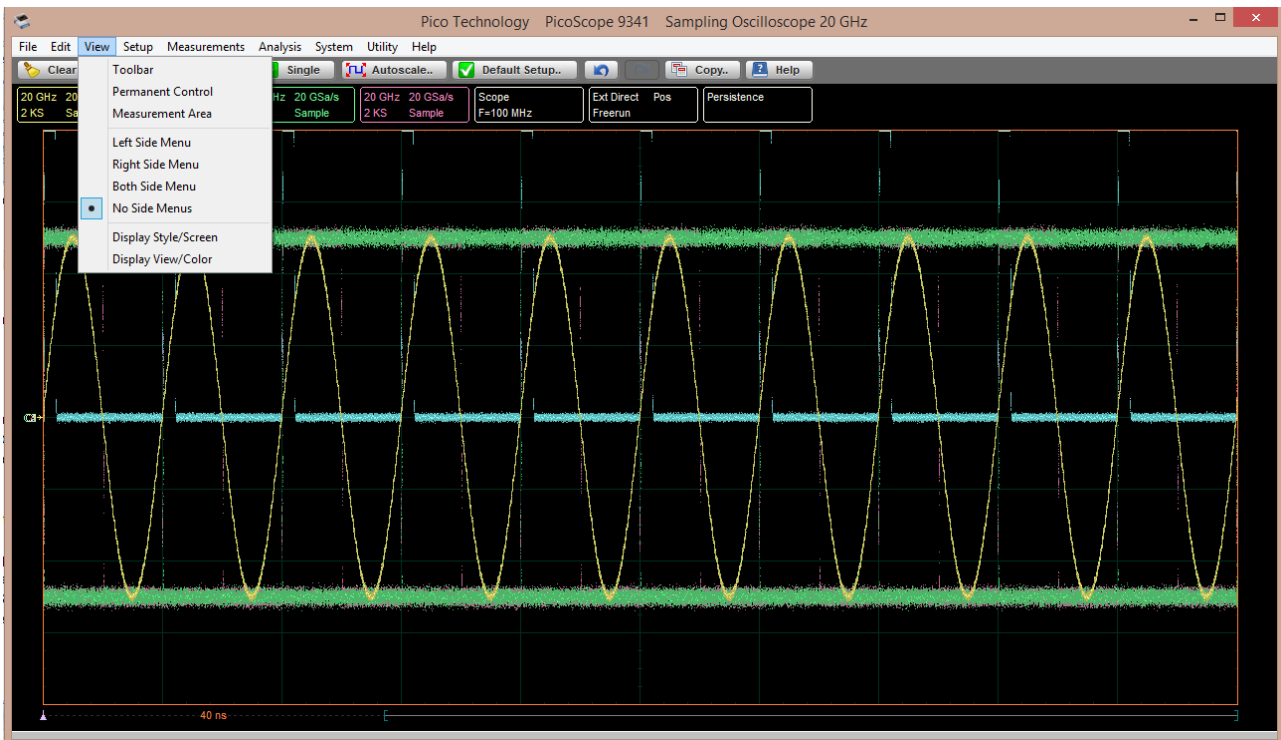 Pico Technology PicoScope 9341 Sampling Oscilloscope 20 GHz
File Edit View Setup Measurements Analysis System Utility Help
Clear Single Autoscale.. Default Setup.. Copy.. ? Help
Toolbar
Permanent Control
Measurement Area
Left Side Menu
Right Side Menu
Both Side Menu
No Side Menus
Display Style/Screen
Display View/Color
20 GHz 20
2 KS Sa
Hz 20 GSa/s
Sample
20 GHz 20 GSa/s
2 KS Sample
Scope
F=100 MHz
Ext Direct Pos
Freerun
Persistence
40 ns